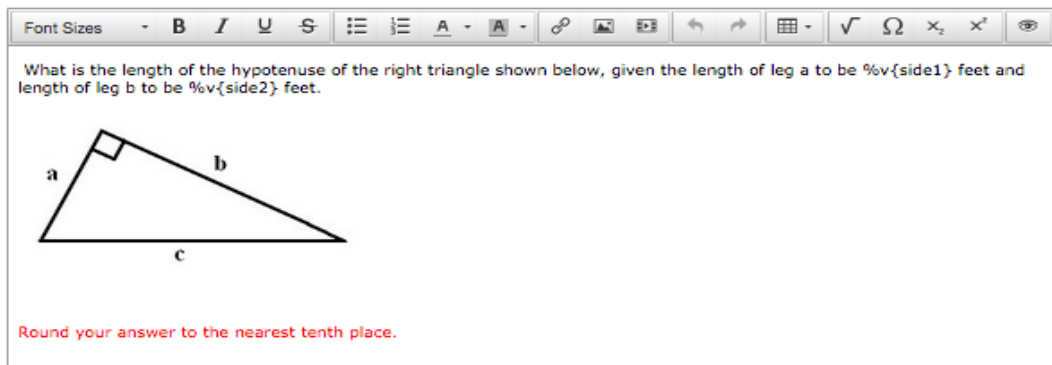 Font Sizes B I U S A A √ Ω x₂ x²
What is the length of the hypotenuse of the right triangle shown below, given the length of leg a to be %v{side1} feet and
length of leg b to be %v{side2} feet.
b
a
c
Round your answer to the nearest tenth place.